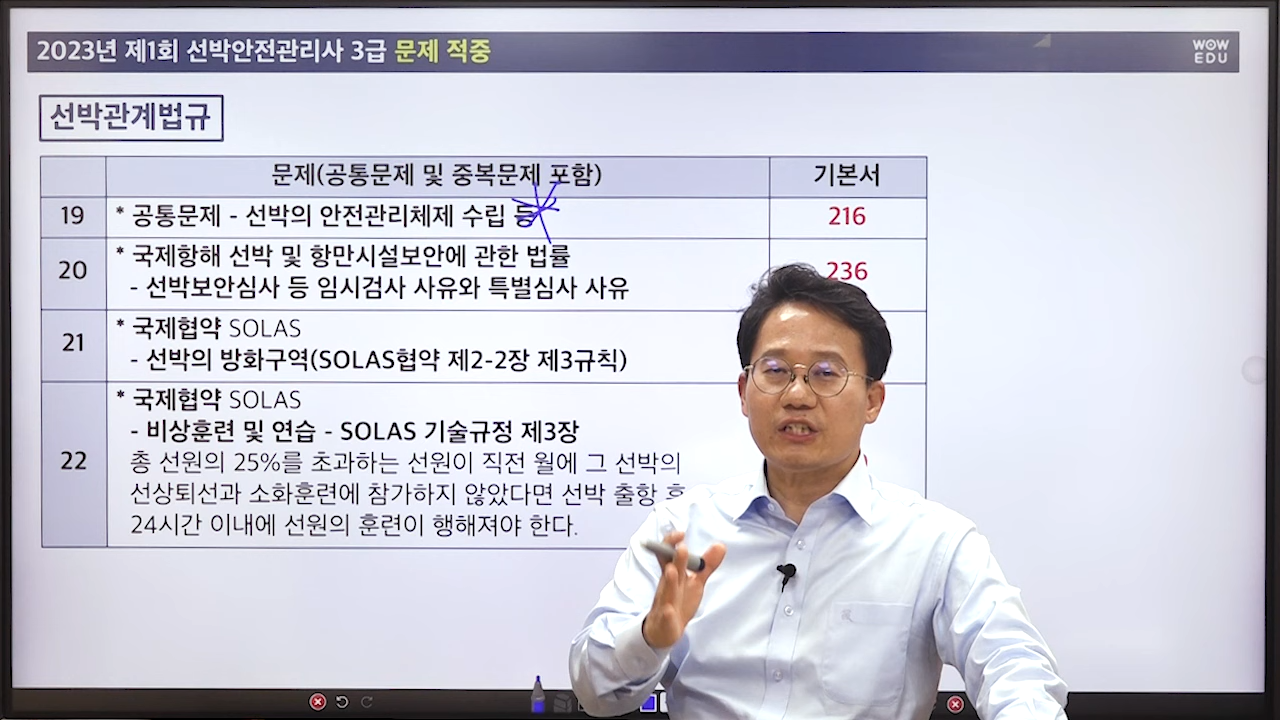 2023년 제1회 선박안전관리사 3급 문제 적중
WOW
EDU
선박관계법규
문제(공통문제 및 중복문제 포함)
기본서
19
* 공통문제 - 선박의 안전관리체제 수립 등
216
20
* 국제항해 선박 및 항만시설보안에 관한 법률
- 선박보안심사 등 임시검사 사유와 특별심사 사유
236
21
* 국제협약 SOLAS
- 선박의 방화구역(SOLAS협약 제2-2장 제3규칙)
22
* 국제협약 SOLAS
- 비상훈련 및 연습 - SOLAS 기술규정 제3장
총 선원의 25%를 초과하는 선원이 직전 월에 그 선박의
선상퇴선과 소화훈련에 참가하지 않았다면 선박 출항
24시간 이내에 선원의 훈련이 행해져야 한다.